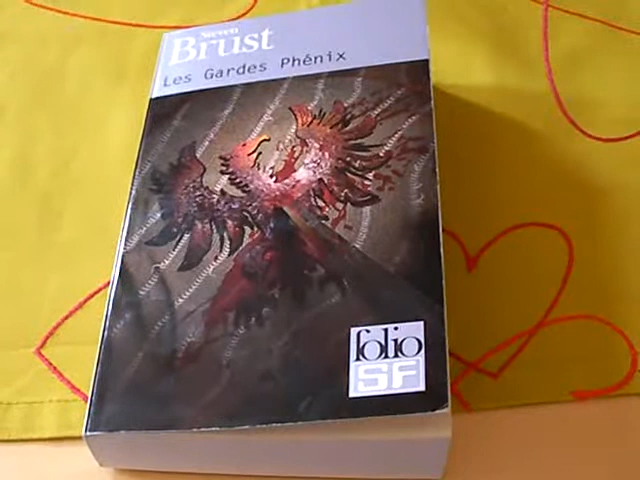 Steven
Brust
Les Gardes Phénix
folio
SF